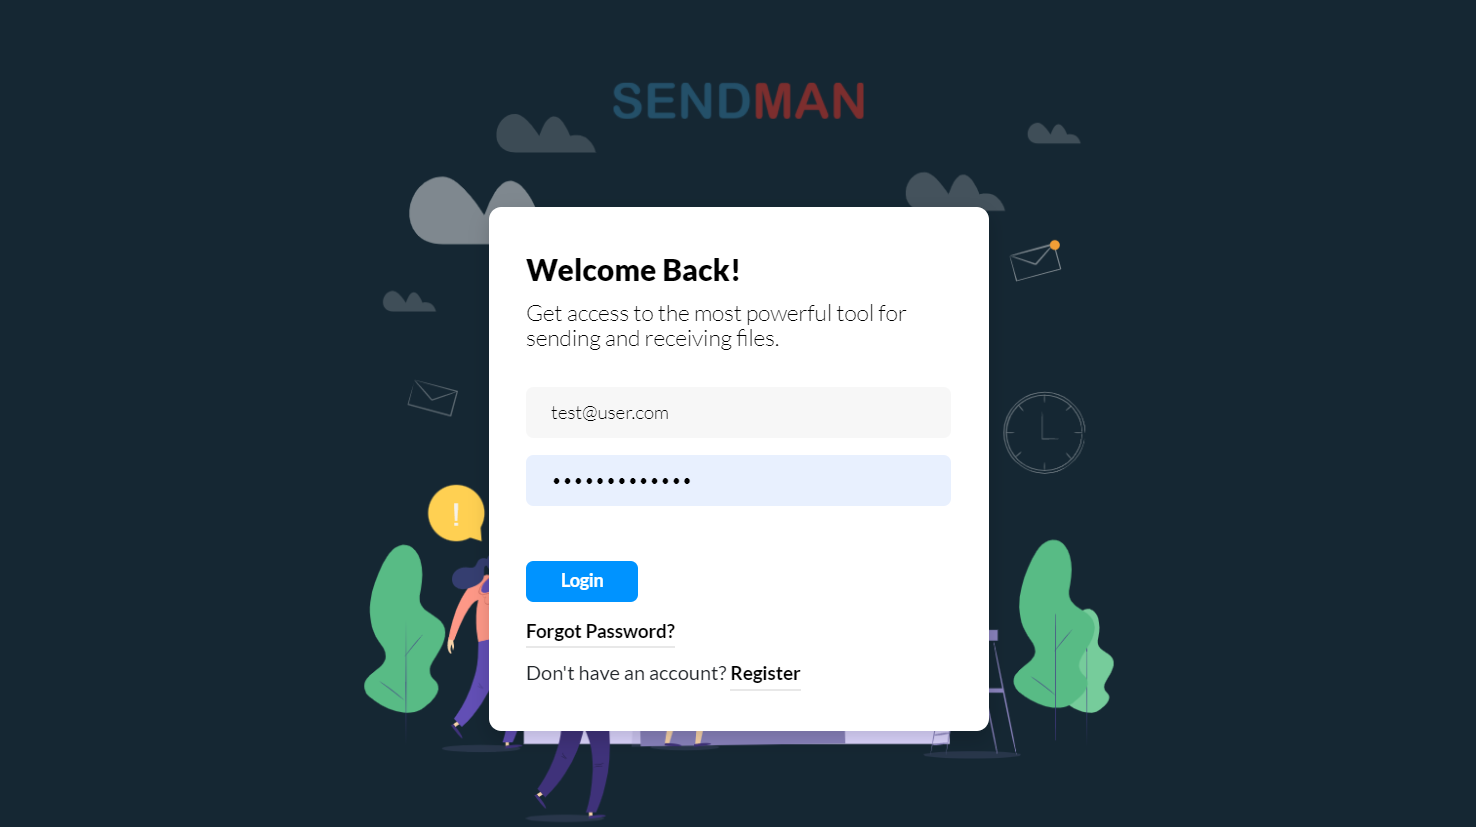 SENDMAN
Welcome Back!
Get access to the most powerful tool for
sending and receiving files.
test@user.com
•••••••••••••
!
Login
Forgot Password?
Don't have an account? Register